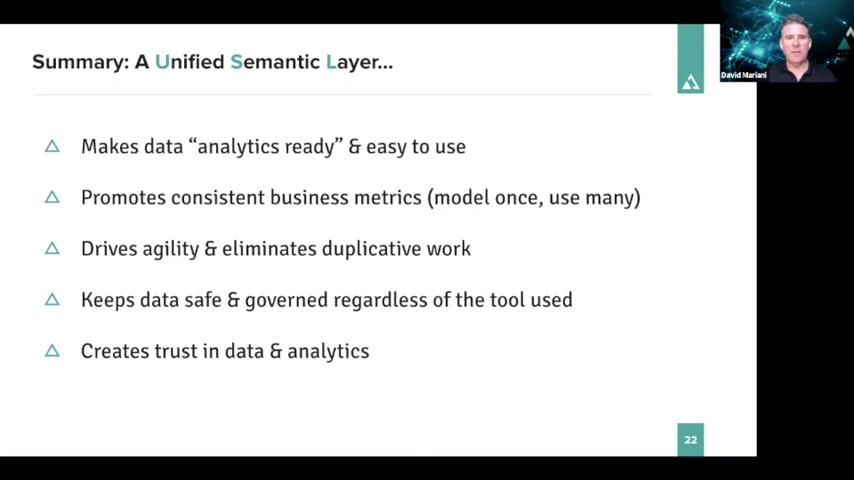 Summary: A Unified Semantic Layer...
David Mariani
Makes data “analytics ready” & easy to use
Promotes consistent business metrics (model once, use many)
Drives agility & eliminates duplicative work
Keeps data safe & governed regardless of the tool used
Creates trust in data & analytics
22